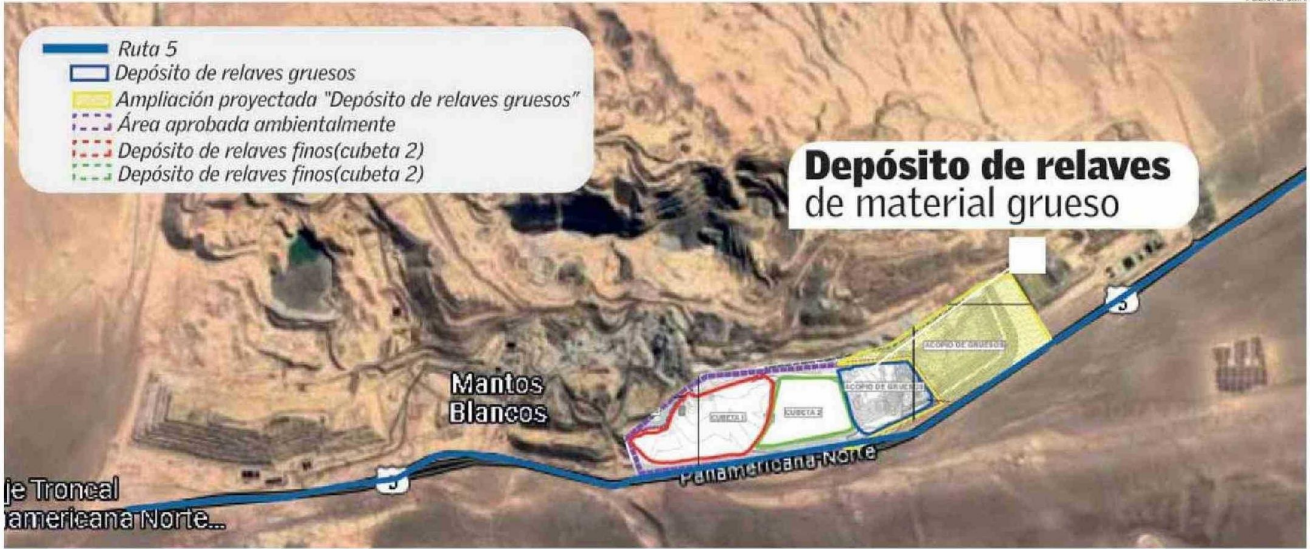 Ruta 5
Depósito de relaves gruesos
Ampliación proyectada "Depósito de relaves gruesos"
Área aprobada ambientalmente
Depósito de relaves finos(cubeta 2)
Depósito de relaves finos(cubeta 2)
Depósito de relaves
de material grueso
5
ACOPIO DE GRUESOS
ACOPIO DE GRUESOS
Mantos
Blancos
CUBETA 1
CUBETA 2
Panamericana Norte
5
je Troncal
americana Norte...